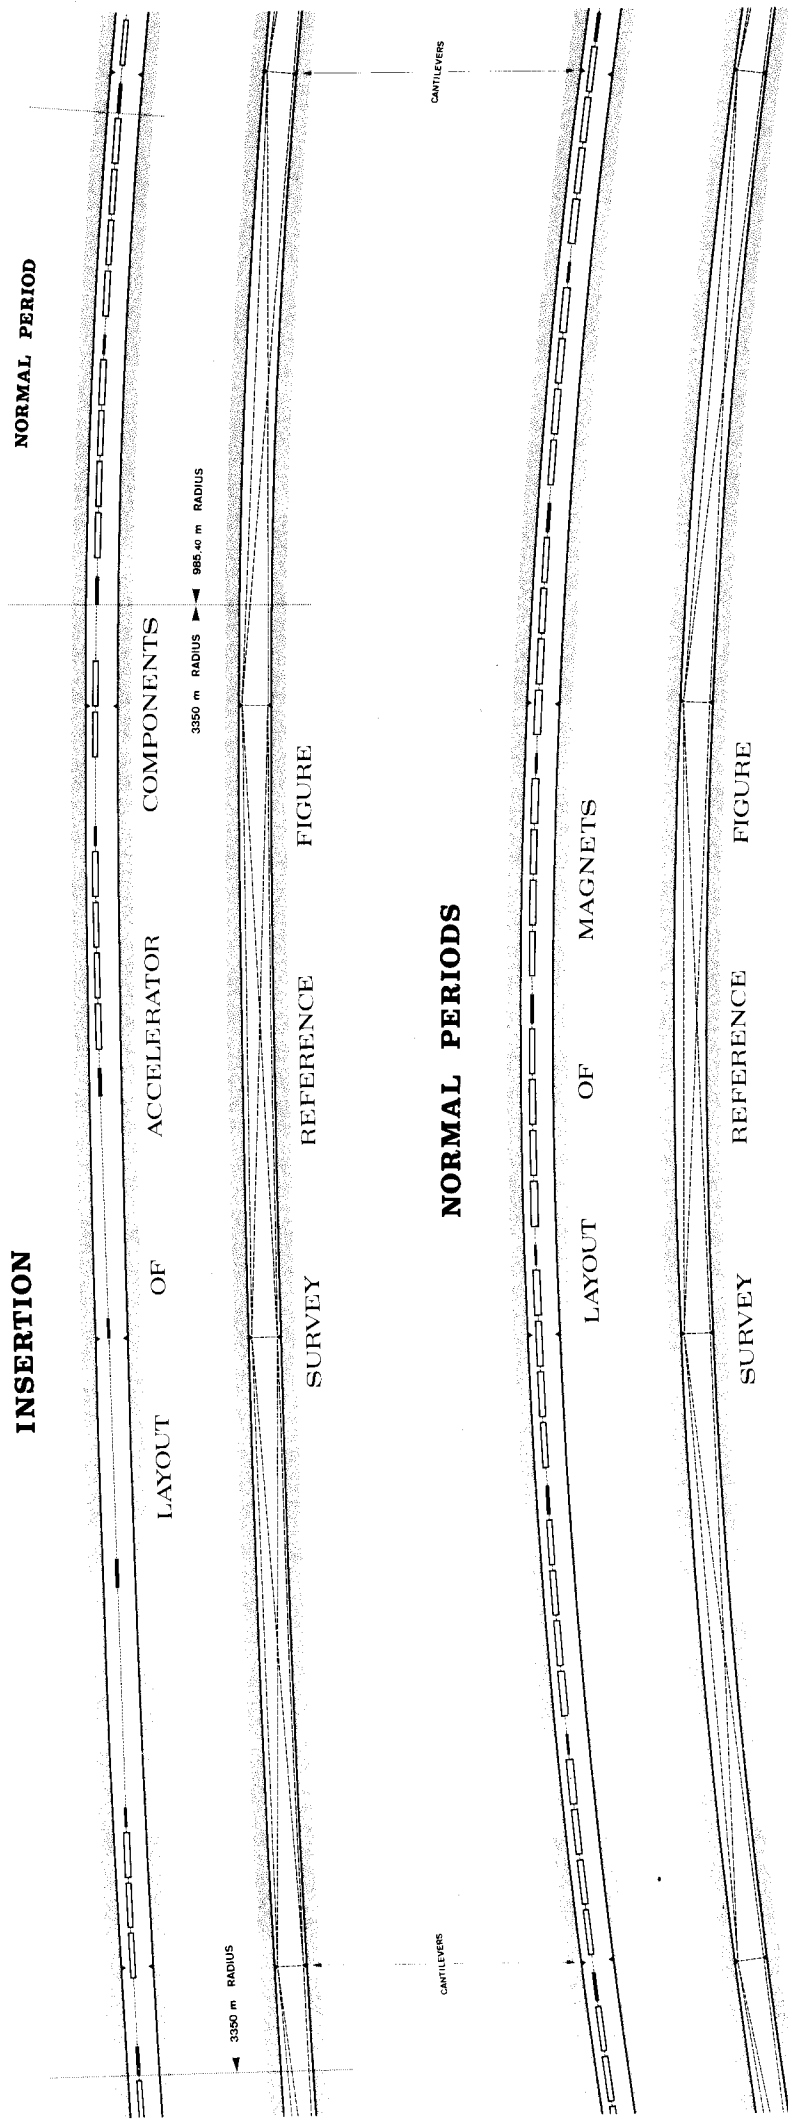 INSERTION
NORMAL PERIOD
LAYOUT OF ACCELERATOR COMPONENTS
3350 m RADIUS
3350 m RADIUS
985.40 m RADIUS
SURVEY REFERENCE FIGURE
CANTILEVERS
CANTILEVERS
NORMAL PERIODS
LAYOUT OF MAGNETS
SURVEY REFERENCE FIGURE